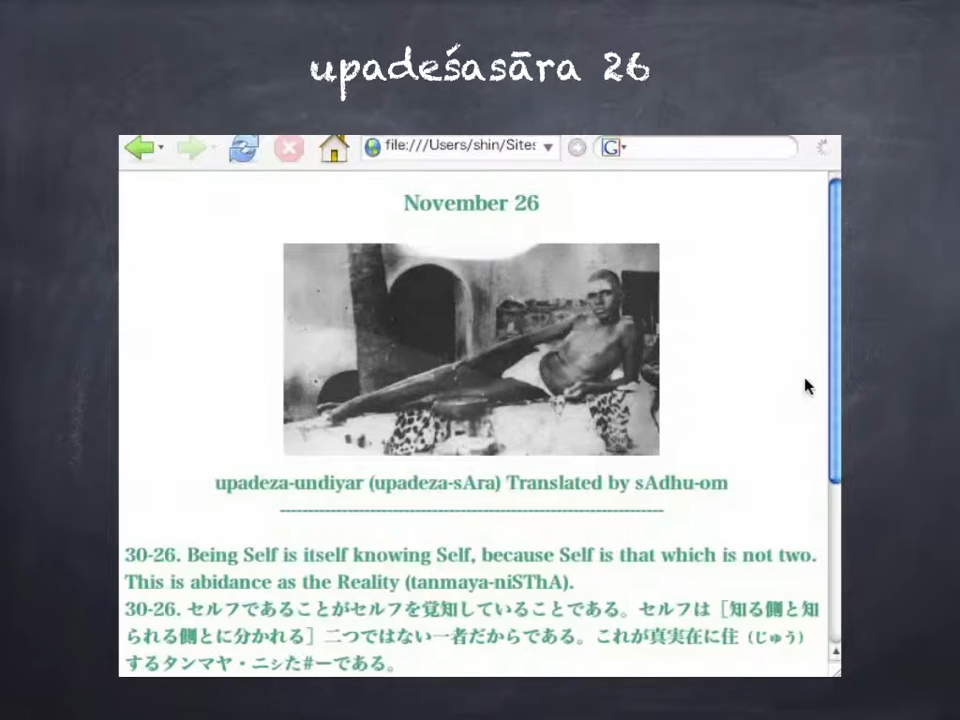 upadeśasāra 26
file:///Users/shin/Sites
G
November 26
upadeza-undiyar (upadeza-sAra) Translated by sAdhu-om
----------------------------------------------------------------------
30-26. Being Self is itself knowing Self, because Self is that which is not two.
This is abidance as the Reality (tanmaya-niSThA).
30-26. セルフであることがセルフを覚知していることである。セルフは［知る側と知
られる側とに分かれる］二つではない一者だからである。これが真実在に住（じゅう）
するタンマヤ・ニシた#ーである。